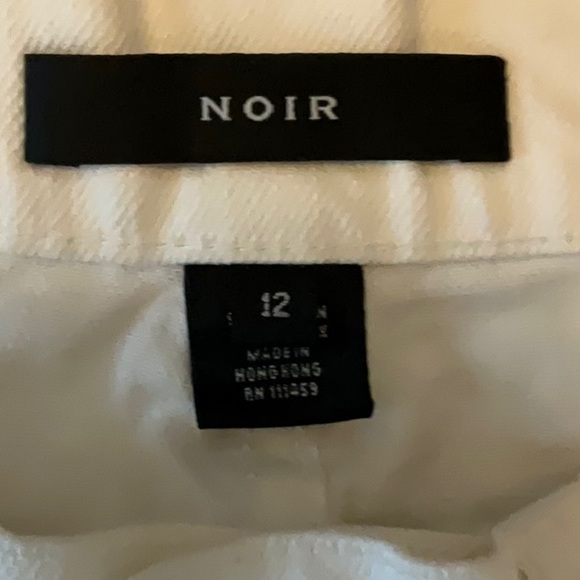 NOIR
12
MADE IN
HONG KONG
RN 111459